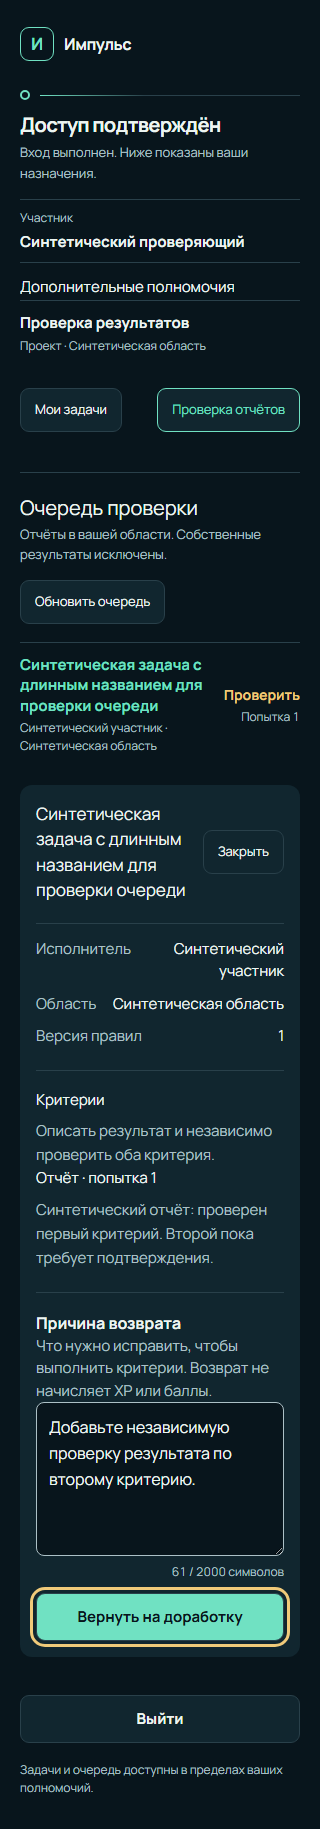 И Импульс
Доступ подтверждён
Вход выполнен. Ниже показаны ваши
назначения.
Участник
Синтетический проверяющий
Дополнительные полномочия
Проверка результатов
Проект · Синтетическая область
Мои задачи
Проверка отчётов
Очередь проверки
Отчёты в вашей области. Собственные
результаты исключены.
Обновить очередь
Синтетическая задача с
длинным названием для
проверки очереди
Синтетический участник ·
Синтетическая область
Проверить
Попытка 1
Синтетическая
задача с длинным
названием для
проверки очереди
Закрыть
Исполнитель Синтетический
участник
Область Синтетическая область
Версия правил 1
Критерии
Описать результат и независимо
проверить оба критерия.
Отчёт · попытка 1
Синтетический отчёт: проверен
первый критерий. Второй пока
требует подтверждения.
Причина возврата
Что нужно исправить, чтобы
выполнить критерии. Возврат не
начисляет XP или баллы.
Добавьте независимую
проверку результата по
второму критерию.
61 / 2000 символов
Вернуть на доработку
Выйти
Задачи и очередь доступны в пределах ваших
полномочий.